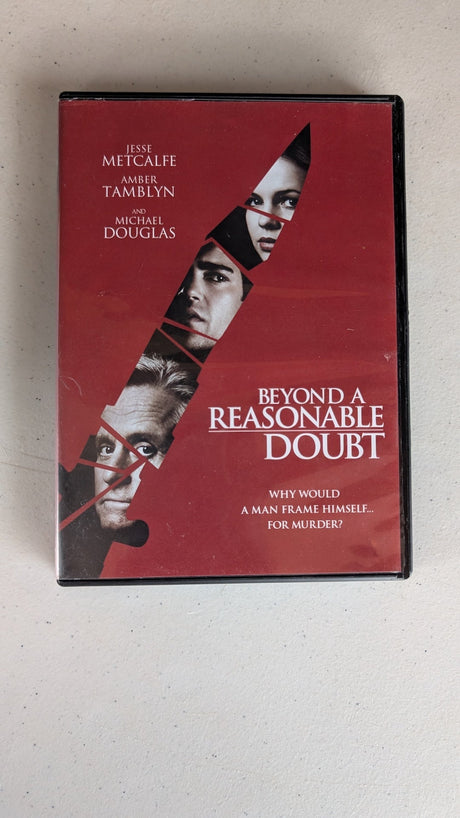 JESSE
METCALFE
AMBER
TAMBLYN
AND
MICHAEL
DOUGLAS
BEYOND A
REASONABLE
DOUBT
WHY WOULD
A MAN FRAME HIMSELF...
FOR MURDER?